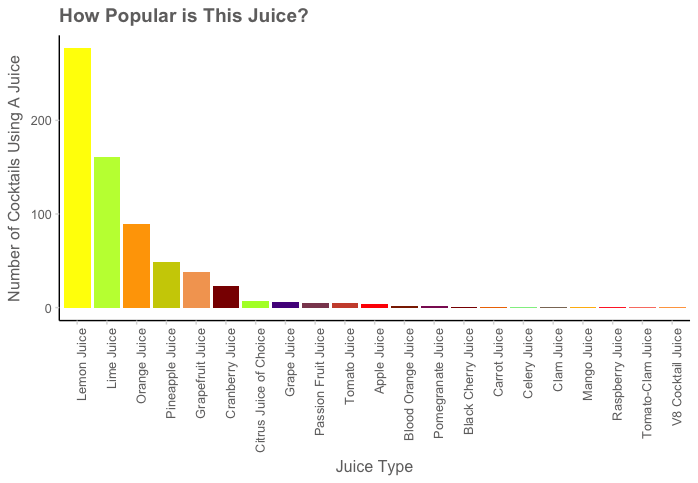 How Popular is This Juice?
Number of Cocktails Using A Juice
200
100
0
Lemon Juice
Lime Juice
Orange Juice
Pineapple Juice
Grapefruit Juice
Cranberry Juice
Citrus Juice of Choice
Grape Juice
Passion Fruit Juice
Tomato Juice
Apple Juice
Blood Orange Juice
Pomegranate Juice
Black Cherry Juice
Carrot Juice
Celery Juice
Clam Juice
Mango Juice
Raspberry Juice
Tomato-Clam Juice
V8 Cocktail Juice
Juice Type